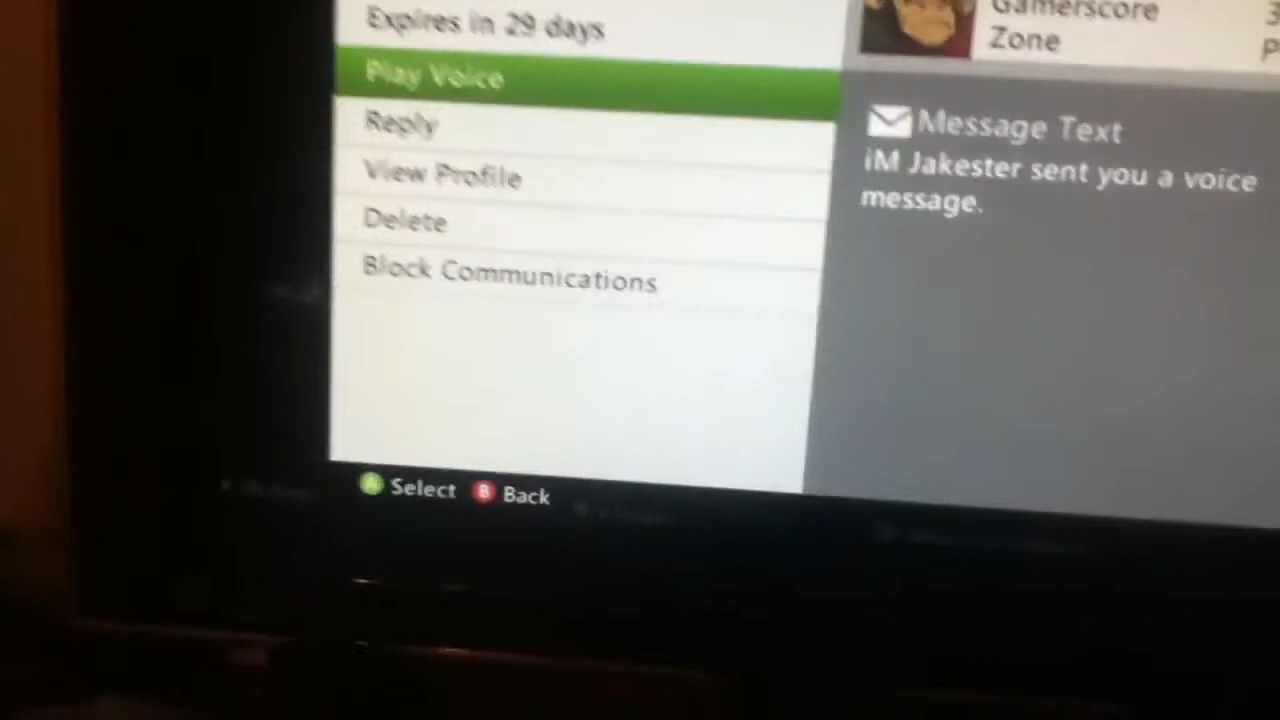 Expires in 29 days
Play Voice
Reply
View Profile
Delete
Block Communications
Select
Back
Gamerscore
Zone
Message Text
iM Jakester sent you a voice
message.